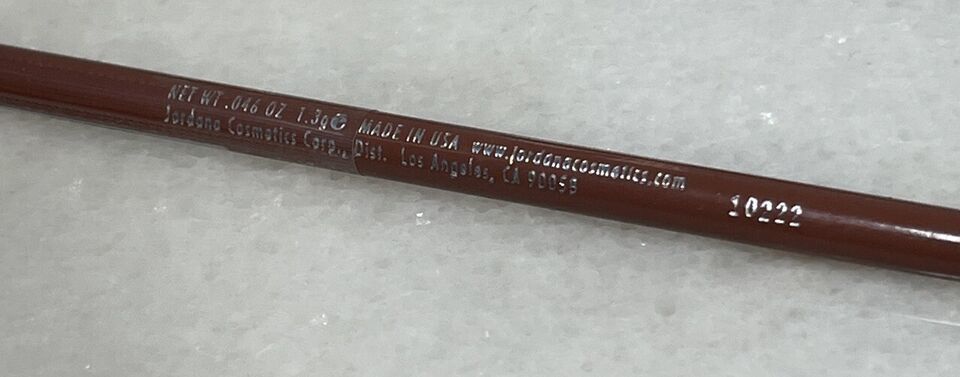 NET WT .046 OZ 1.3g℮ MADE IN USA www.jordanacosmetics.com
Jordana Cosmetics Corp., Dist. Los Angeles, CA 90058
10222